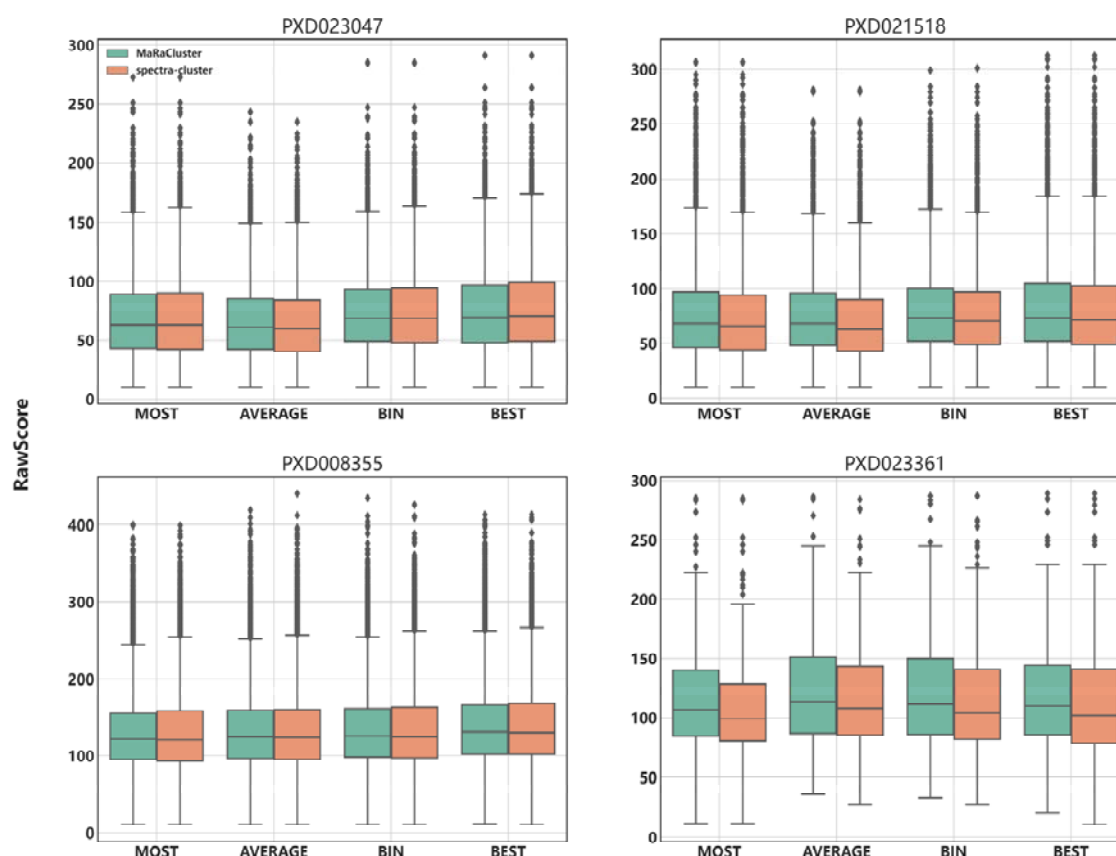 PXD023047
PXD021518
MaRaCluster
spectra-cluster
300
250
200
150
100
50
0
MOST AVERAGE BIN BEST
300
250
200
150
100
50
0
MOST AVERAGE BIN BEST
RawScore
PXD008355
PXD023361
400
300
200
100
0
MOST AVERAGE BIN BEST
300
250
200
150
100
50
0
MOST AVERAGE BIN BEST